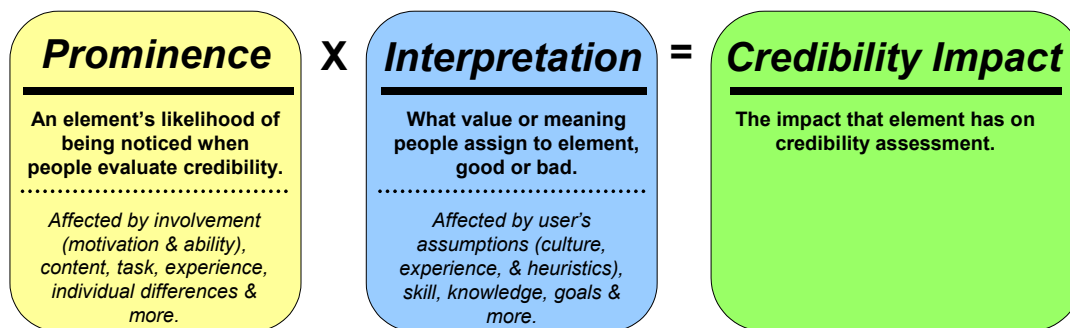 Prominence
An element's likelihood of
being noticed when
people evaluate credibility.
Affected by involvement
(motivation & ability),
content, task, experience,
individual differences &
more.
X
Interpretation
What value or meaning
people assign to element,
good or bad.
Affected by user's
assumptions (culture,
experience, & heuristics),
skill, knowledge, goals &
more.
=
Credibility Impact
The impact that element has on
credibility assessment.